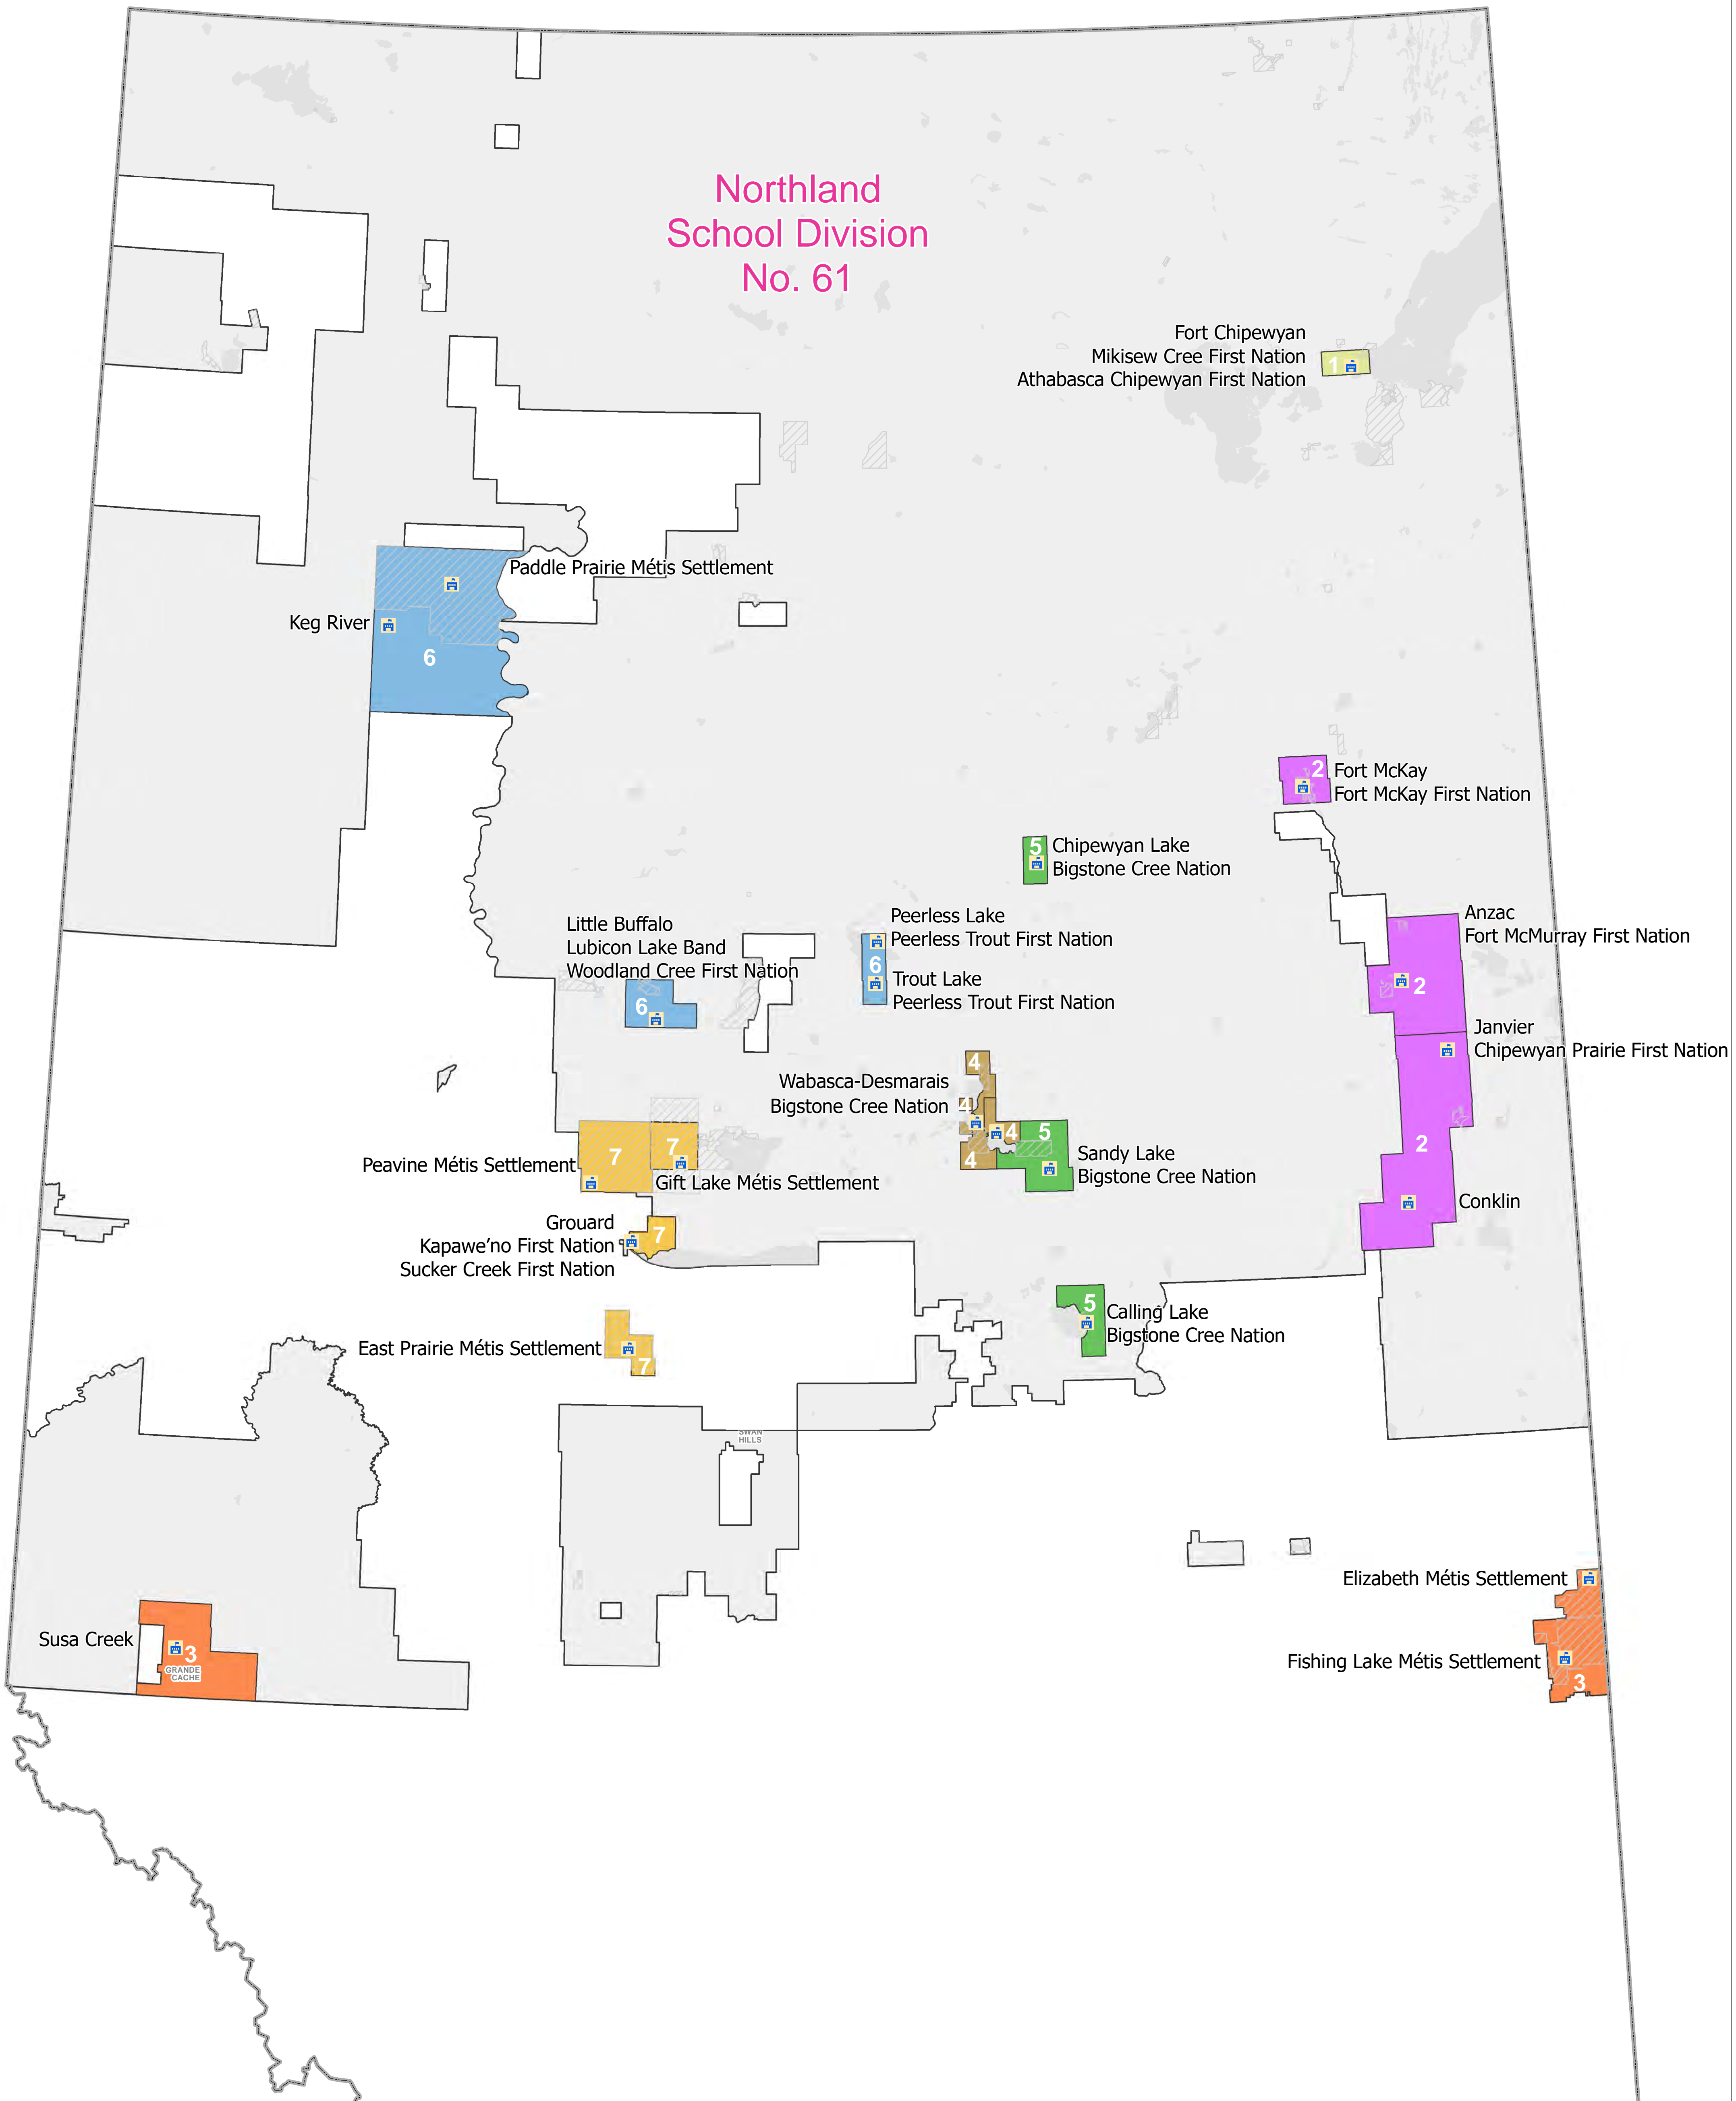 Northland
School Division
No. 61
Fort Chipewyan
Mikisew Cree First Nation
Athabasca Chipewyan First Nation
1
Paddle Prairie Métis Settlement
Keg River
6
2
Fort McKay
Fort McKay First Nation
5
Chipewyan Lake
Bigstone Cree Nation
Little Buffalo
Lubicon Lake Band
Woodland Cree First Nation
6
Peerless Lake
Peerless Trout First Nation
6
Trout Lake
Peerless Trout First Nation
Anzac
Fort McMurray First Nation
2
Janvier
Chipewyan Prairie First Nation
2
Conklin
Wabasca-Desmarais
Bigstone Cree Nation
4
4
4
4
5
Sandy Lake
Bigstone Cree Nation
Peavine Métis Settlement
7
7
Gift Lake Métis Settlement
Grouard
Kapawe’no First Nation
Sucker Creek First Nation
7
East Prairie Métis Settlement
7
5
Calling Lake
Bigstone Cree Nation
SWAN
HILLS
Elizabeth Métis Settlement
Fishing Lake Métis Settlement
3
Susa Creek
3
GRANDE
CACHE